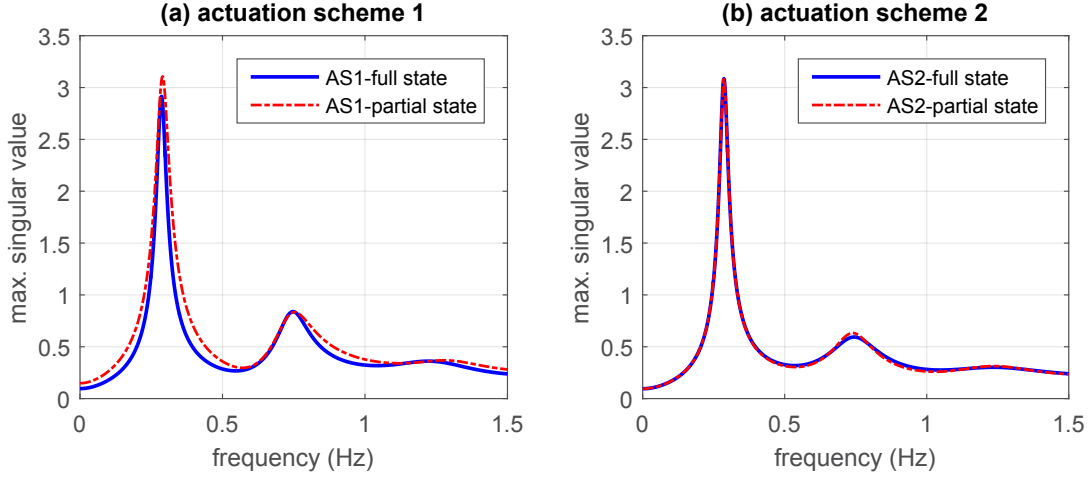 (a) actuation scheme 1
3.5
3
2.5
2
1.5
1
0.5
0
max. singular value
AS1-full state
AS1-partial state
0
0.5
1
1.5
frequency (Hz)
(b) actuation scheme 2
3.5
3
2.5
2
1.5
1
0.5
0
max. singular value
AS2-full state
AS2-partial state
0
0.5
1
1.5
frequency (Hz)